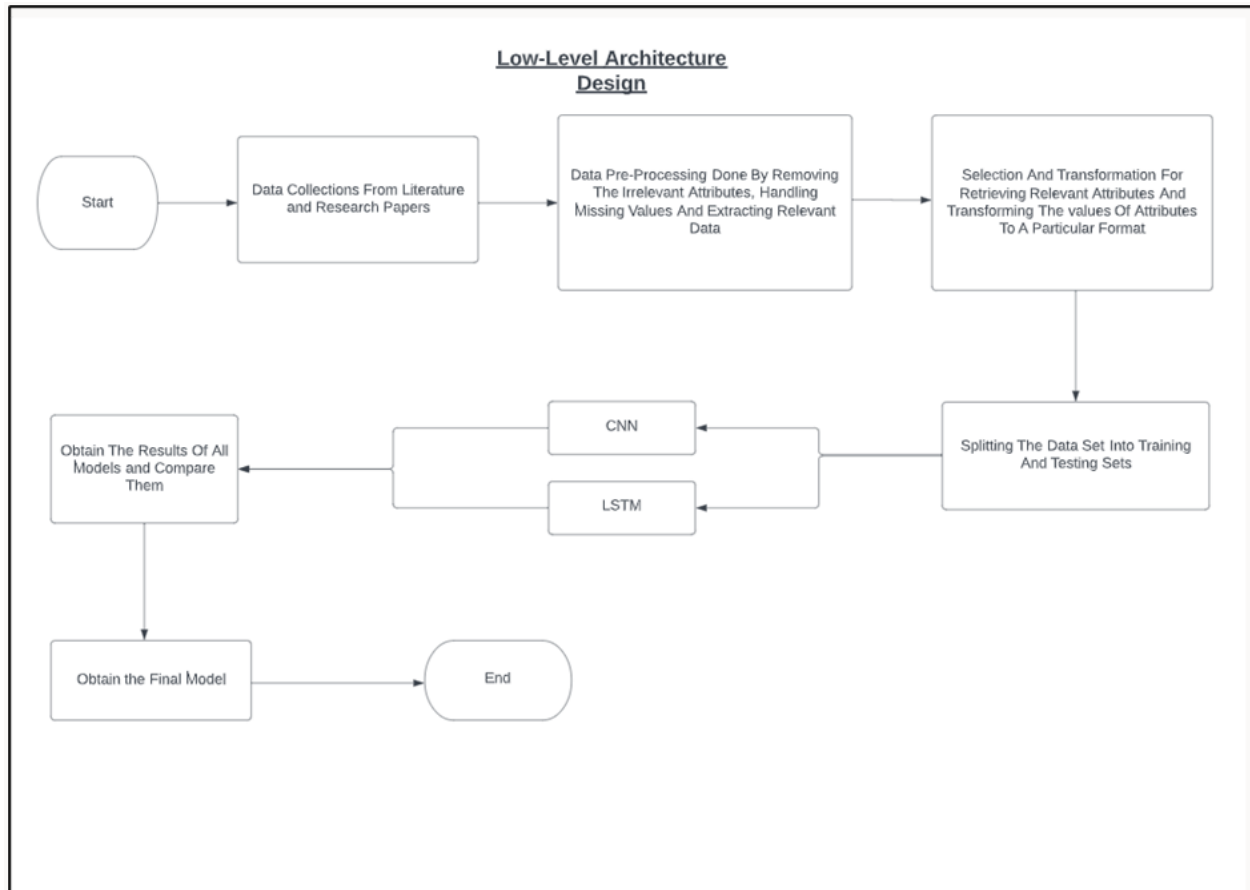 Low-Level Architecture
Design
Start
Data Collections From Literature
and Research Papers
Data Pre-Processing Done By Removing
The Irrelevant Attributes, Handling
Missing Values And Extracting Relevant
Data
Selection And Transformation For
Retrieving Relevant Attributes And
Transforming The values Of Attributes
To A Particular Format
Splitting The Data Set Into Training
And Testing Sets
CNN
LSTM
Obtain The Results Of All
Models and Compare
Them
Obtain the Final Model
End